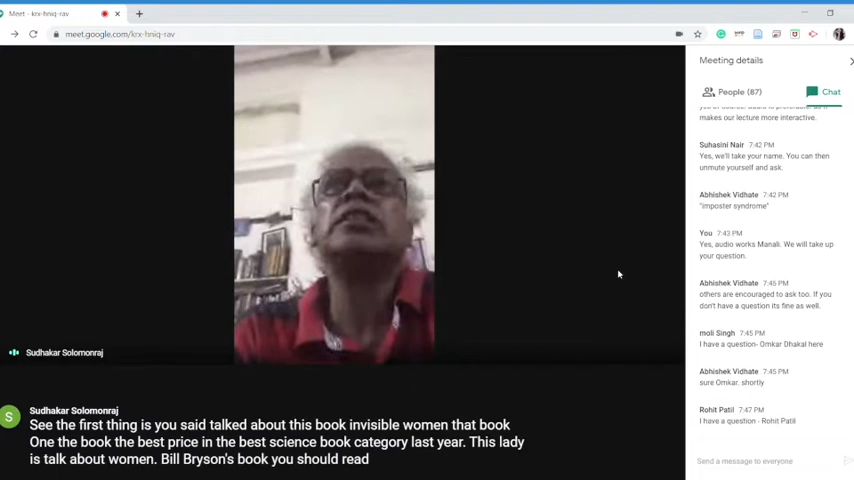 Meet - krx-hniq-rav
meet.google.com/krx-hniq-rav
Meeting details
People (87)
Chat
makes our lecture more interactive.
Suhasini Nair 7:42 PM
Yes, we'll take your name. You can then
unmute yourself and ask.
Abhishek Vidhate 7:42 PM
"imposter syndrome"
You 7:43 PM
Yes, audio works Manali. We will take up
your question.
Abhishek Vidhate 7:45 PM
others are encouraged to ask too. If you
don't have a question its fine as well.
moli Singh 7:45 PM
I have a question- Omkar Dhakal here
Abhishek Vidhate 7:45 PM
sure Omkar. shortly
Rohit Patil 7:47 PM
I have a question - Rohit Patil
Send a message to everyone
Sudhakar Solomonraj
S
Sudhakar Solomonraj
See the first thing is you said talked about this book invisible women that book
One the book the best price in the best science book category last year. This lady
is talk about women. Bill Bryson's book you should read